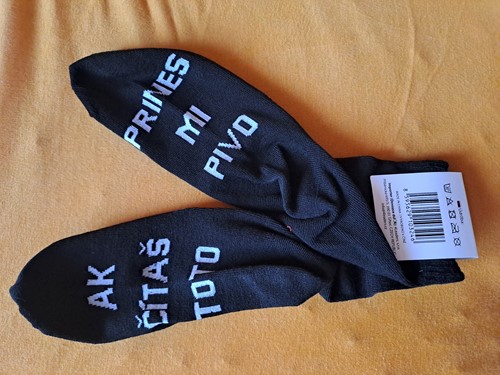 AK
ČÍTAŠ
TOTO
PRINES
MI
PIVO